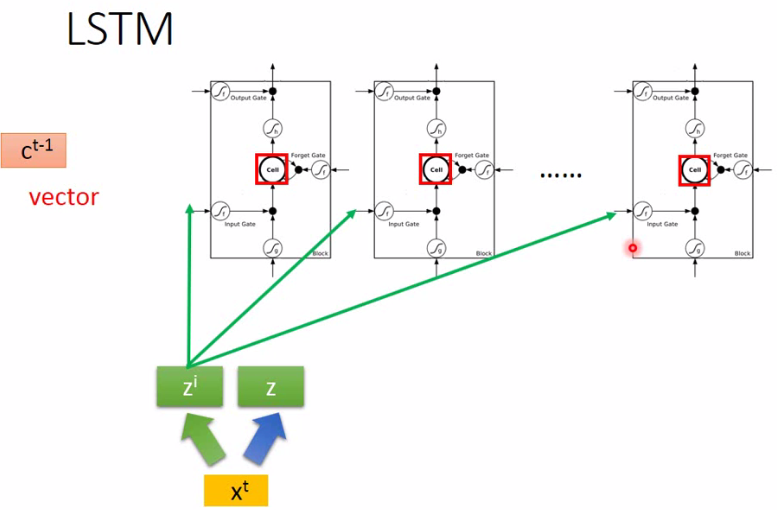 LSTM
c^t-1
vector
f
Output Gate
h
Forget Gate
Cell
f
f
Input Gate
g
Block
f
Output Gate
h
Forget Gate
Cell
f
f
Input Gate
g
Block
......
f
Output Gate
h
Forget Gate
Cell
f
f
Input Gate
g
Block
z^i
z
x^t